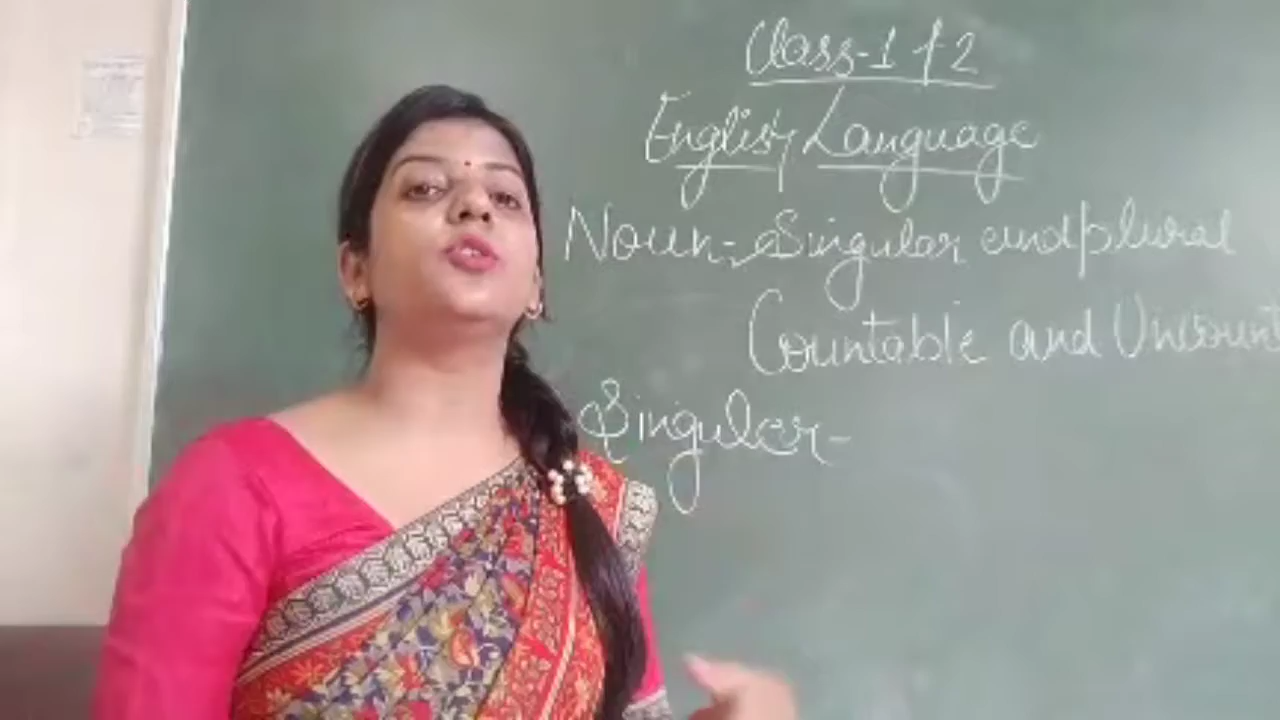 Class-1 & 2
English Language
Noun:- Singular and plural
Countable and Uncount
Singular-